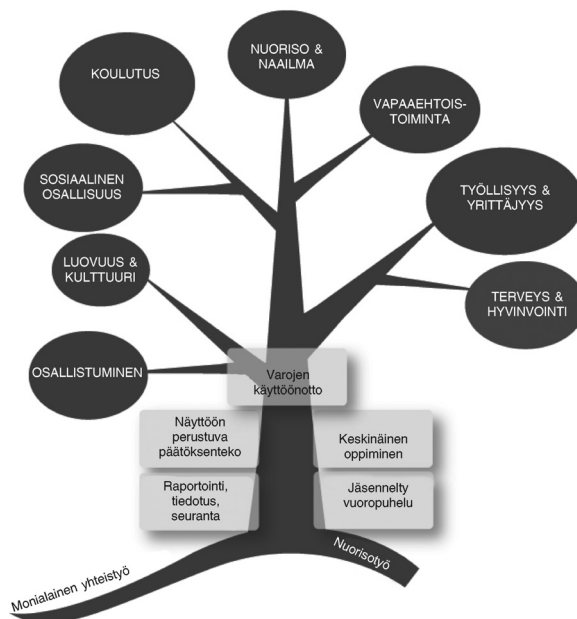 NUORISO &
NAAILMA
KOULUTUS
VAPAAEHTOIS-
TOIMINTA
SOSIAALINEN
OSALLISUUS
TYÖLLISYYS &
YRITTÄJYYS
LUOVUUS &
KULTTUURI
TERVEYS &
HYVINVOINTI
OSALLISTUMINEN
Varojen
käyttöönotto
Näyttöön
perustuva
päätöksenteko
Keskinäinen
oppiminen
Raportointi,
tiedotus,
seuranta
Jäsennelty
vuoropuhelu
Monialainen yhteistyö
Nuorisotyö